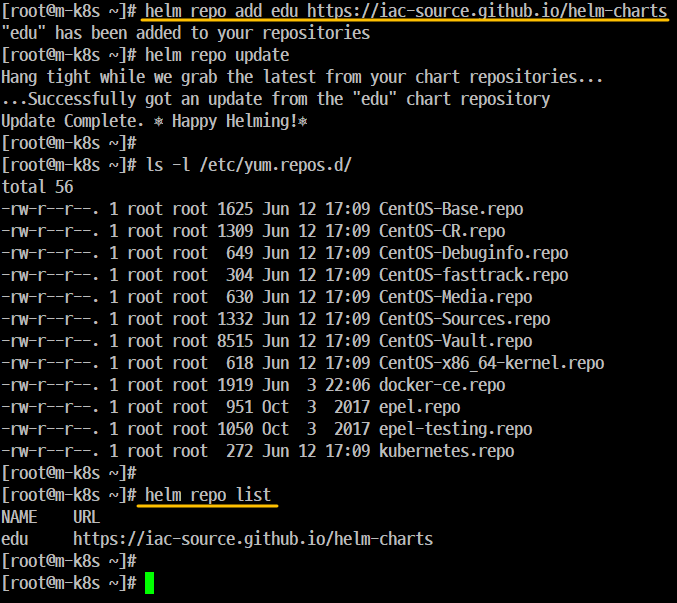 [root@m-k8s ~]# helm repo add edu https://iac-source.github.io/helm-charts
"edu" has been added to your repositories
[root@m-k8s ~]# helm repo update
Hang tight while we grab the latest from your chart repositories...
...Successfully got an update from the "edu" chart repository
Update Complete. ⎈ Happy Helming!⎈
[root@m-k8s ~]#
[root@m-k8s ~]# ls -l /etc/yum.repos.d/
total 56
-rw-r--r--. 1 root root 1625 Jun 12 17:09 CentOS-Base.repo
-rw-r--r--. 1 root root 1309 Jun 12 17:09 CentOS-CR.repo
-rw-r--r--. 1 root root  649 Jun 12 17:09 CentOS-Debuginfo.repo
-rw-r--r--. 1 root root  304 Jun 12 17:09 CentOS-fasttrack.repo
-rw-r--r--. 1 root root  630 Jun 12 17:09 CentOS-Media.repo
-rw-r--r--. 1 root root 1332 Jun 12 17:09 CentOS-Sources.repo
-rw-r--r--. 1 root root 8515 Jun 12 17:09 CentOS-Vault.repo
-rw-r--r--. 1 root root  618 Jun 12 17:09 CentOS-x86_64-kernel.repo
-rw-r--r--. 1 root root 1919 Jun  3 22:06 docker-ce.repo
-rw-r--r--. 1 root root  951 Oct  3  2017 epel.repo
-rw-r--r--. 1 root root 1050 Oct  3  2017 epel-testing.repo
-rw-r--r--. 1 root root  272 Jun 12 17:09 kubernetes.repo
[root@m-k8s ~]#
[root@m-k8s ~]# helm repo list
NAME    URL
edu     https://iac-source.github.io/helm-charts
[root@m-k8s ~]#
[root@m-k8s ~]#